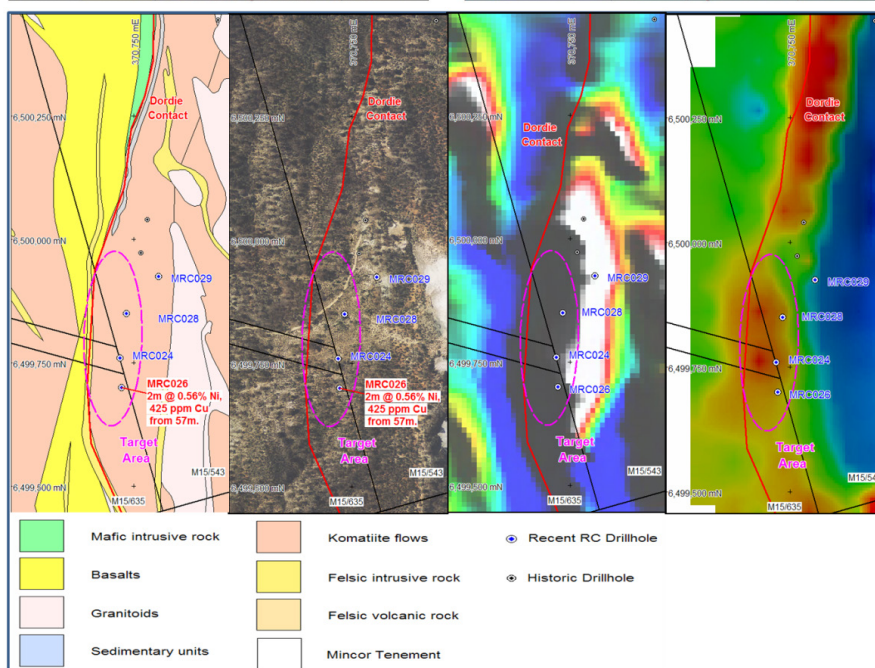 370,750 mE
Dordie
Contact
6,500,250 mN
6,500,000 mN
MRC029
MRC028
MRC024
6,499,750 mN
MRC026
2m @ 0.56% Ni,
425 ppm Cu
from 57m.
Target
Area
M15/543
6,499,500 mN
M15/635
370,750 mE
Dordie
Contact
6,500,250 mN
6,500,000 mN
MRC029
MRC028
MRC024
6,499,750 mN
MRC026
2m @ 0.56% Ni,
425 ppm Cu
from 57m.
Target
Area
M15/543
6,499,500 mN
M15/635
370,750 mE
Dordie
Contact
6,500,250 mN
6,500,000 mN
MRC029
MRC028
MRC024
6,499,750 mN
MRC026
Target
Area
M15/543
6,499,500 mN
M15/635
370,750 mE
Dordie
Contact
6,500,250 mN
6,500,000 mN
MRC029
MRC028
MRC024
6,499,750 mN
MRC026
Target
Area
M15/54
6,499,500 mN
M15/635
Mafic intrusive rock
Komatiite flows
Recent RC Drillhole
Basalts
Felsic intrusive rock
Historic Drillhole
Granitoids
Felsic volcanic rock
Sedimentary units
Mincor Tenement